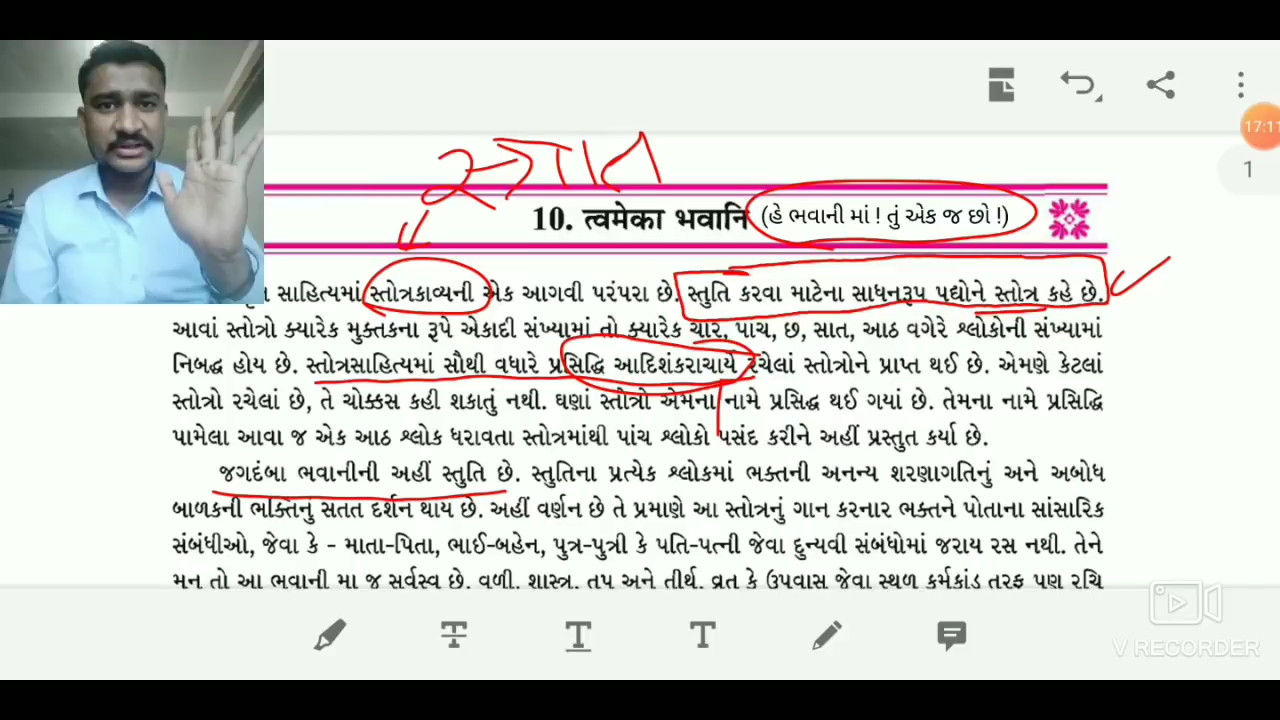 17:11
1
10. ત્વમેકા ભવાનિ (હે ભવાની માં ! તું એક જ છો !)
સાહિત્યમાં સ્તોત્રકાવ્યની એક આગવી પરંપરા છે. સ્તુતિ કરવા માટેના સાધનરૂપ પદ્યોને સ્તોત્ર કહે છે.
આવાં સ્તોત્રો ક્યારેક મુક્તકના રૂપે એકાદી સંખ્યામાં તો ક્યારેક ચાર, પાંચ, છ, સાત, આઠ વગેરે શ્લોકોની સંખ્યામાં
નિબદ્ધ હોય છે. સ્તોત્રસાહિત્યમાં સૌથી વધારે પ્રસિદ્ધિ આદિશંકરાચાર્યે રચેલાં સ્તોત્રોને પ્રાપ્ત થઈ છે. એમણે કેટલાં
સ્તોત્રો રચેલાં છે, તે ચોક્કસ કહી શકાતું નથી. ઘણાં સ્તોત્રો એમના નામે પ્રસિદ્ધ થઈ ગયાં છે. તેમના નામે પ્રસિદ્ધિ
પામેલા આવા જ એક આઠ શ્લોક ધરાવતા સ્તોત્રમાંથી પાંચ શ્લોકો પસંદ કરીને અહીં પ્રસ્તુત કર્યા છે.
જગદંબા ભવાનીની અહીં સ્તુતિ છે. સ્તુતિના પ્રત્યેક શ્લોકમાં ભક્તની અનન્ય શરણાગતિનું અને અબોધ
બાળકની ભક્તિનું સતત દર્શન થાય છે. અહીં વર્ણન છે તે પ્રમાણે આ સ્તોત્રનું ગાન કરનાર ભક્તને પોતાના સાંસારિક
સંબંધીઓ, જેવા કે - માતા-પિતા, ભાઈ-બહેન, પુત્ર-પુત્રી કે પતિ-પત્ની જેવા દુન્યવી સંબંધોમાં જરાય રસ નથી. તેને
મન તો આ ભવાની મા જ સર્વસ્વ છે. વળી, શાસ્ત્ર, તપ અને તીર્થ, વ્રત કે ઉપવાસ જેવા સ્થળ કર્મકાંડ તરફ પણ રુચિ
V RECORDER